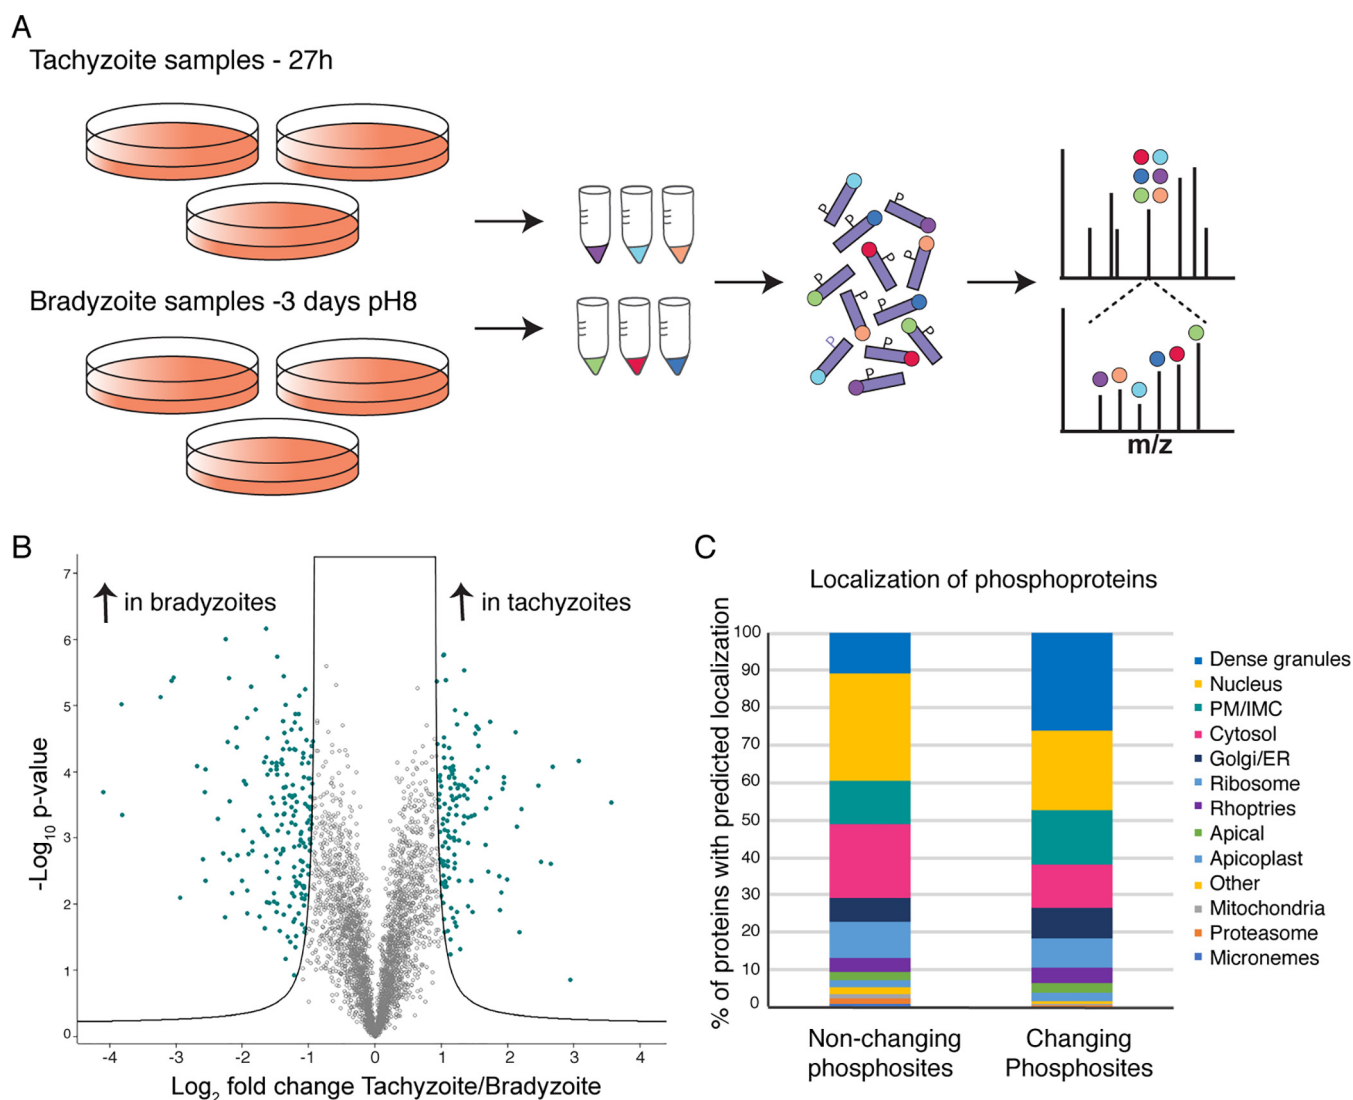 A
Tachyzoite samples - 27h
Bradyzoite samples -3 days pH8
P
P
P
P
P
P
P
P
P
P
P
P
m/z
B
↑ in bradyzoites
↑ in tachyzoites
-Log10 p-value
7
6
5
4
3
2
1
0
-4 -3 -2 -1 0 1 2 3 4
Log2 fold change Tachyzoite/Bradyzoite
C
Localization of phosphoproteins
% of proteins with predicted localization
100
90
80
70
60
50
40
30
20
10
0
Non-changing
phosphosites
Changing
Phosphosites
Dense granules
Nucleus
PM/IMC
Cytosol
Golgi/ER
Ribosome
Rhoptries
Apical
Apicoplast
Other
Mitochondria
Proteasome
Micronemes